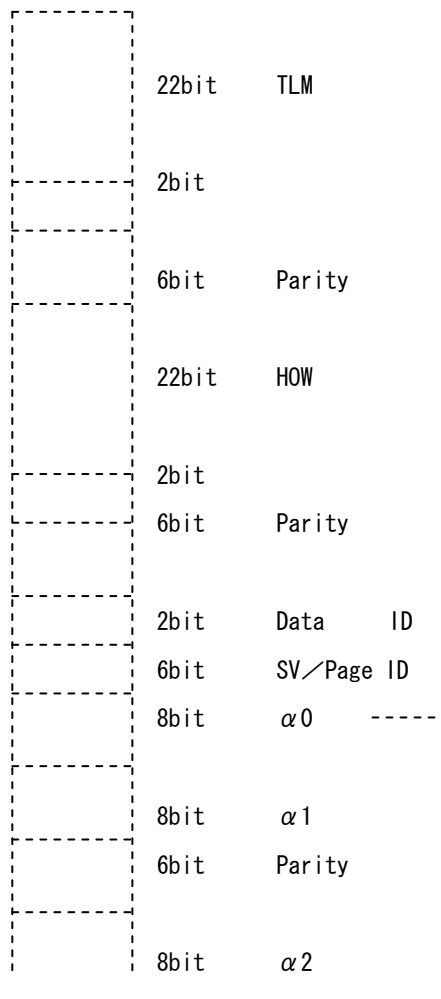 22bit TLM
2bit
6bit Parity
22bit HOW
2bit
6bit Parity
2bit Data ID
6bit SV／Page ID
8bit α0
8bit α1
6bit Parity
8bit α2